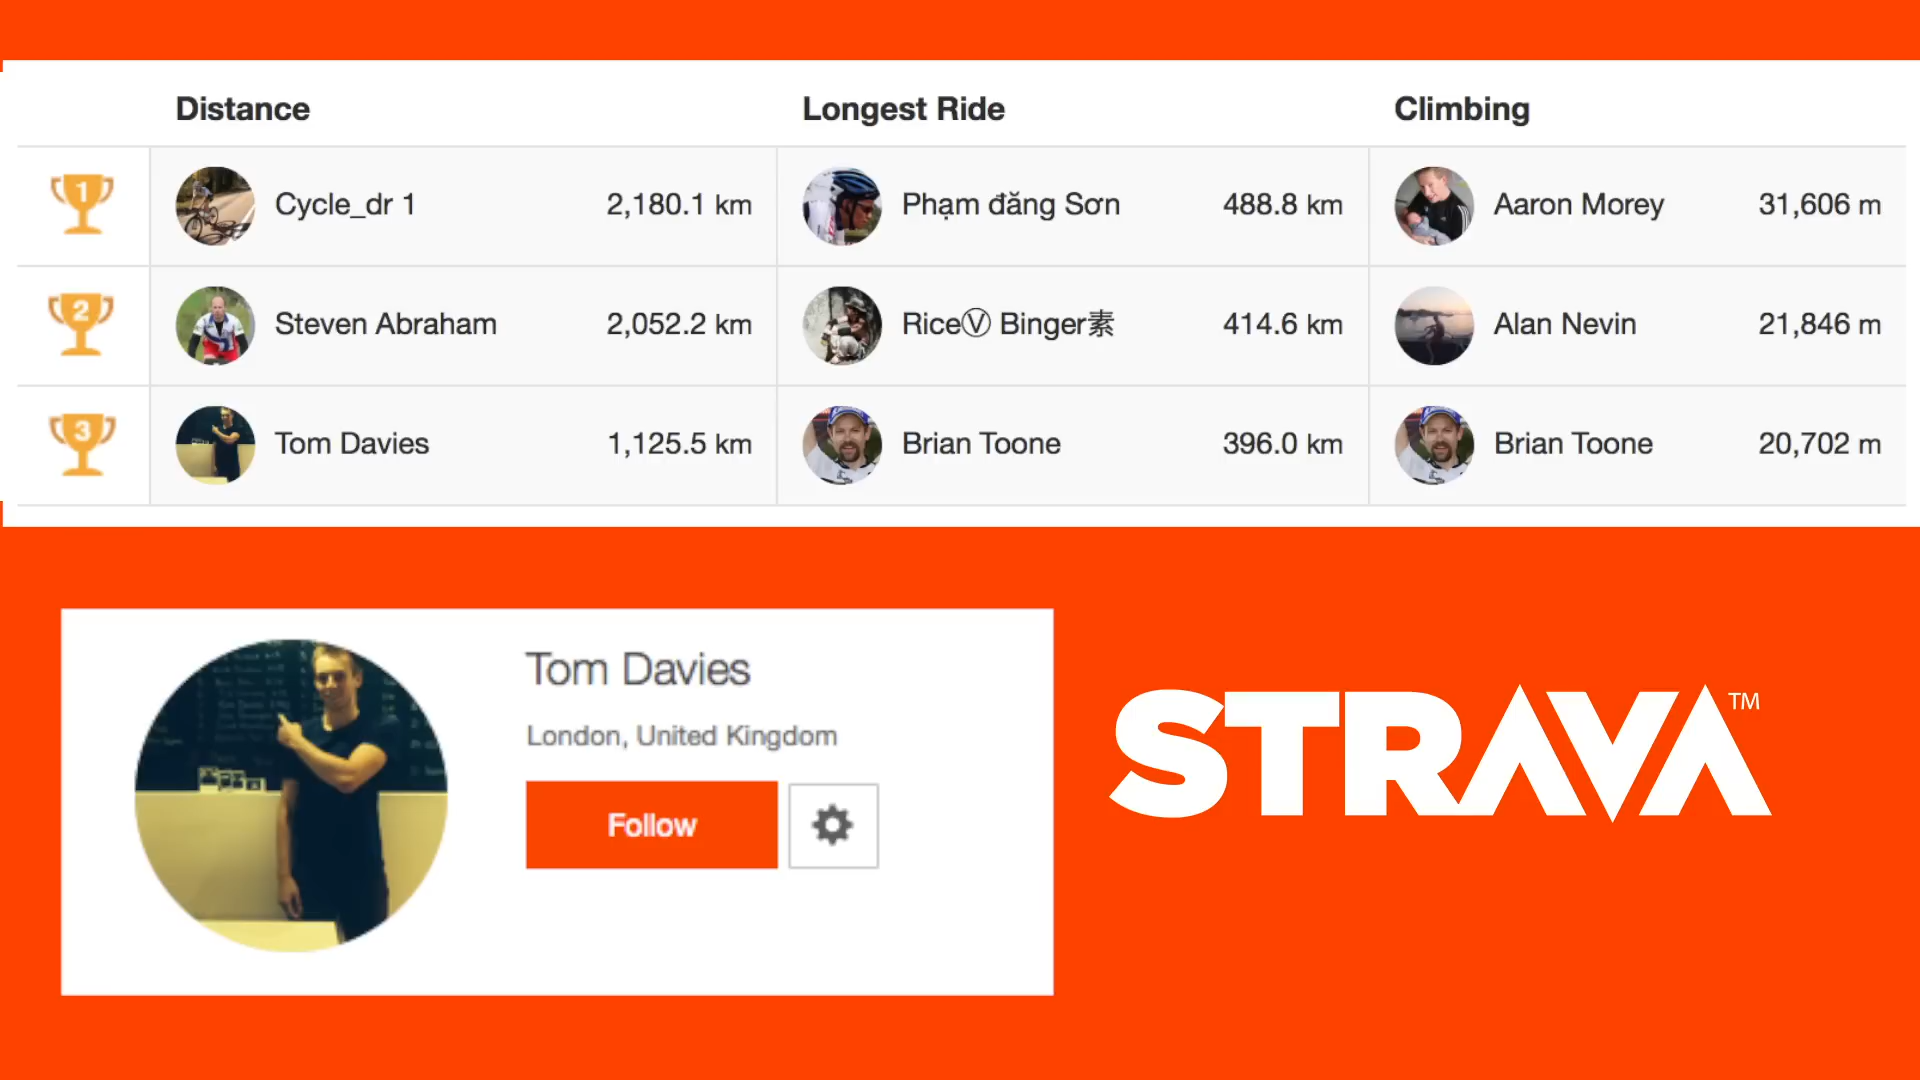 Distance Longest Ride Climbing
1 Cycle_dr 1 2,180.1 km Phạm đăng Sơn 488.8 km Aaron Morey 31,606 m
2 Steven Abraham 2,052.2 km RiceⓋ Binger素 414.6 km Alan Nevin 21,846 m
3 Tom Davies 1,125.5 km Brian Toone 396.0 km Brian Toone 20,702 m
Tom Davies
London, United Kingdom
Follow
STRAVA™